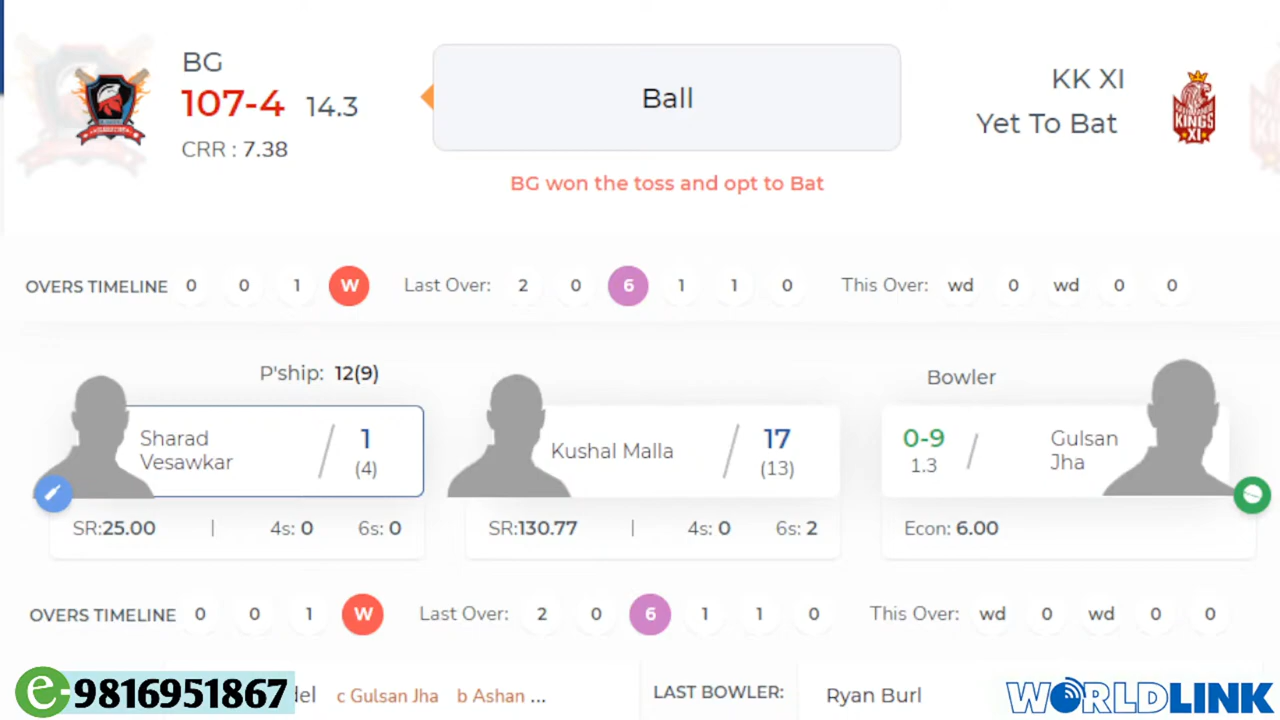 BG
107-4 14.3
CRR : 7.38
Ball
BG won the toss and opt to Bat
KK XI
Yet To Bat
KINGS
XI
OVERS TIMELINE 0 0 1 W Last Over: 2 0 6 1 1 0 This Over: wd 0 wd 0 0
P'ship: 12(9)
Sharad
Vesawkar
1
(4)
SR:25.00 | 4s: 0 6s: 0
Kushal Malla
17
(13)
SR:130.77 | 4s: 0 6s: 2
Bowler
0-9
1.3
Gulsan
Jha
Econ: 6.00
OVERS TIMELINE 0 0 1 W Last Over: 2 0 6 1 1 0 This Over: wd 0 wd 0 0
e-9816951867 del c Gulsan Jha b Ashan ... LAST BOWLER: Ryan Burl
WORLDLINK